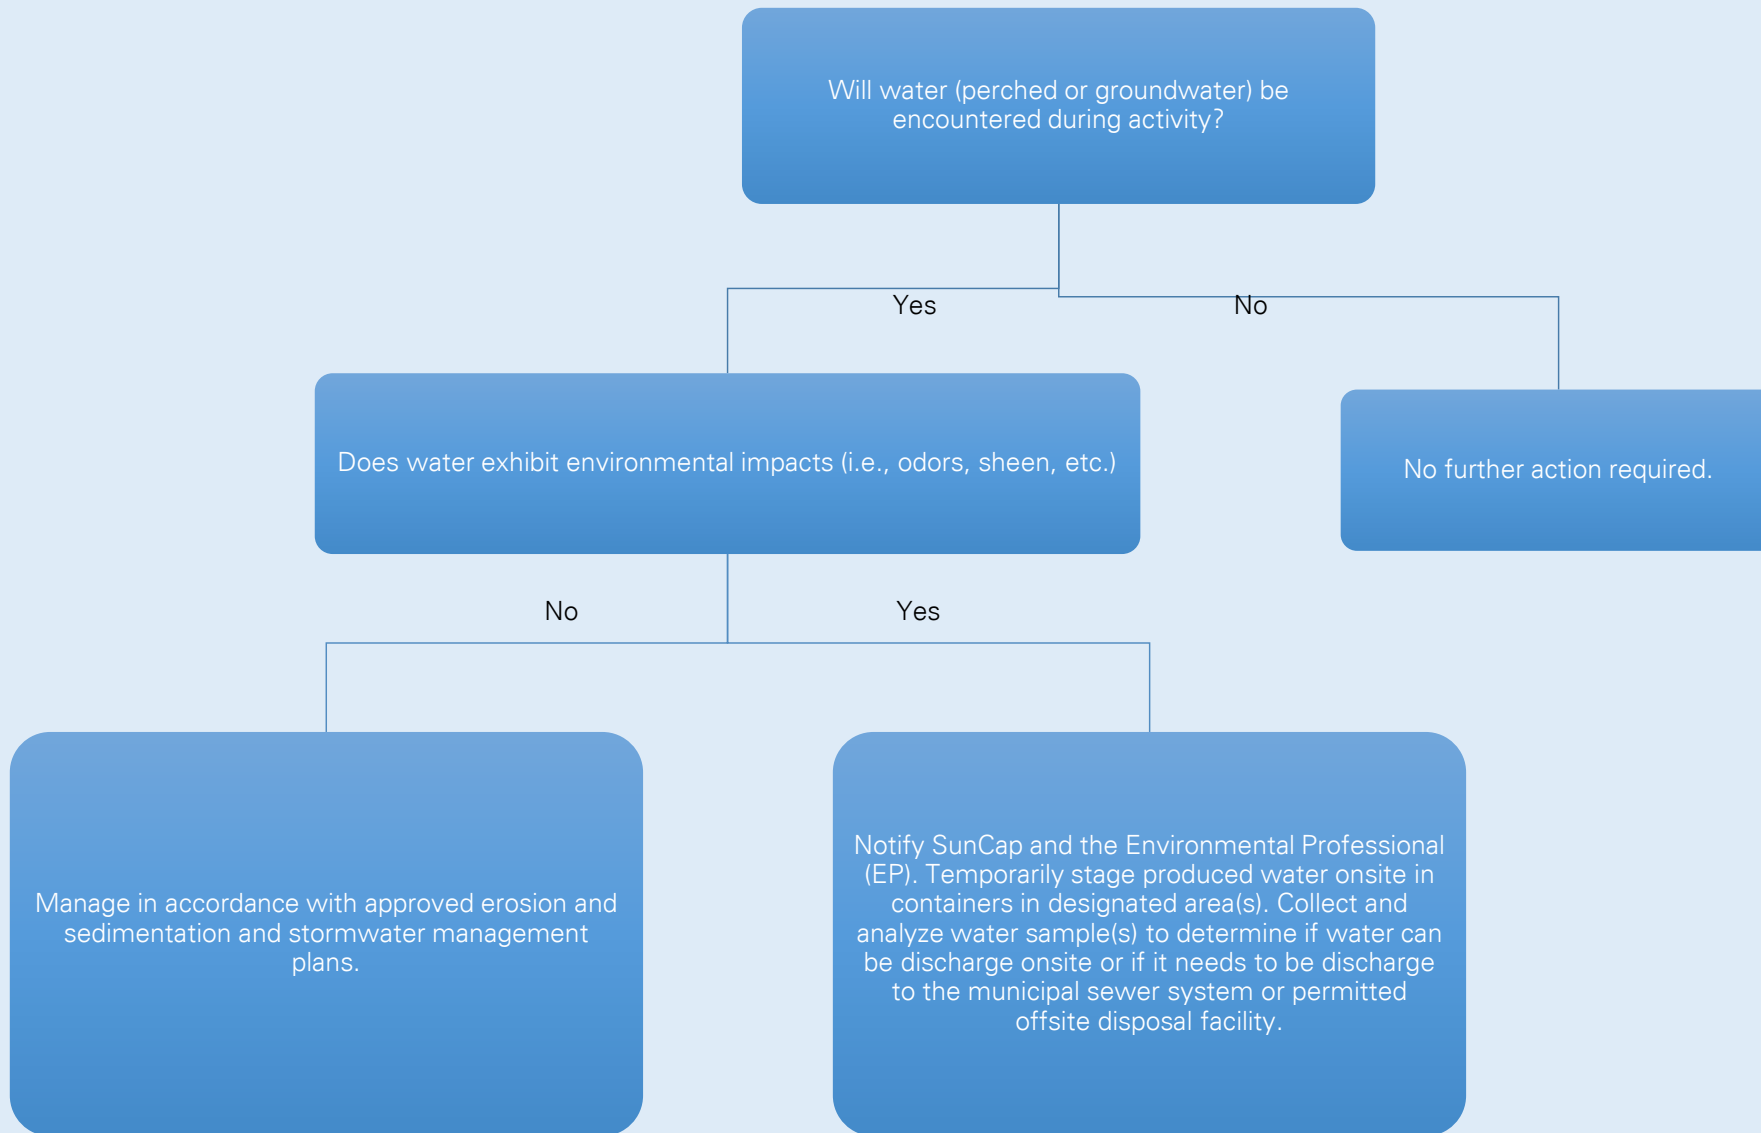 Will water (perched or groundwater) be
encountered during activity?
Yes
No
Does water exhibit environmental impacts (i.e., odors, sheen, etc.)
No further action required.
No
Yes
Manage in accordance with approved erosion and
sedimentation and stormwater management
plans.
Notify SunCap and the Environmental Professional
(EP). Temporarily stage produced water onsite in
containers in designated area(s). Collect and
analyze water sample(s) to determine if water can
be discharge onsite or if it needs to be discharge
to the municipal sewer system or permitted
offsite disposal facility.